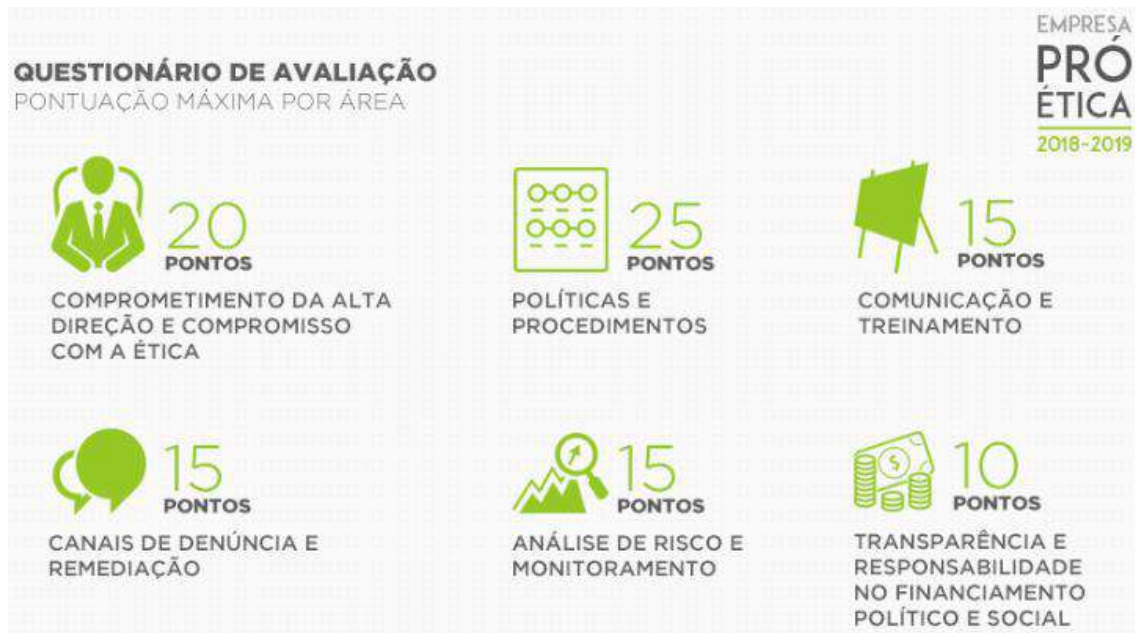 QUESTIONÁRIO DE AVALIAÇÃO
PONTUAÇÃO MÁXIMA POR ÁREA
EMPRESA
PRÓ
ÉTICA
2018-2019
20
PONTOS
COMPROMETIMENTO DA ALTA
DIREÇÃO E COMPROMISSO
COM A ÉTICA
25
PONTOS
POLÍTICAS E
PROCEDIMENTOS
15
PONTOS
COMUNICAÇÃO E
TREINAMENTO
15
PONTOS
CANAIS DE DENÚNCIA E
REMEDIAÇÃO
15
PONTOS
ANÁLISE DE RISCO E
MONITORAMENTO
$
10
PONTOS
TRANSPARÊNCIA E
RESPONSABILIDADE
NO FINANCIAMENTO
POLÍTICO E SOCIAL